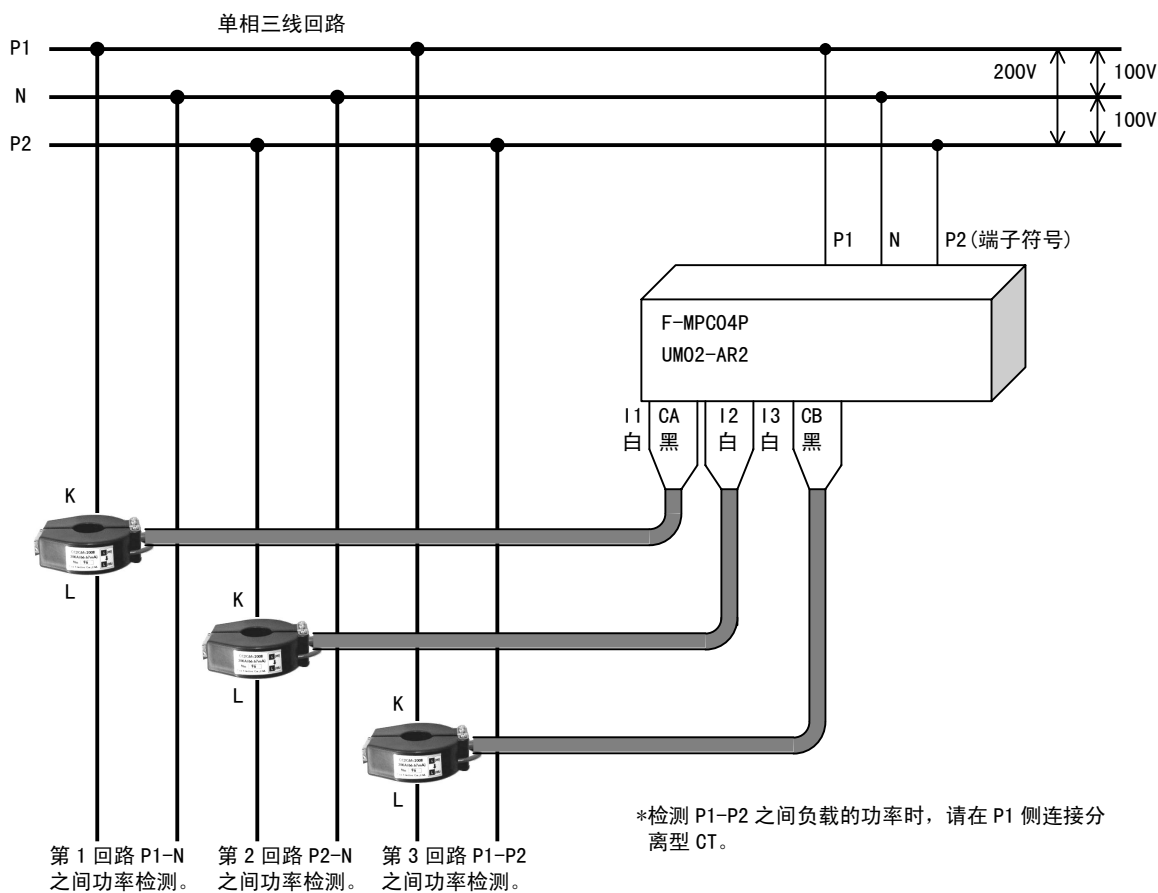 单相三线回路
P1
N
P2
200V
100V
100V
P1
N
P2(端子符号)
F-MPC04P
UM02-AR2
I1 CA I2 I3 CB
白 黑 白 白 黑
K
L
K
L
K
L
*检测 P1-P2 之间负载的功率时，请在 P1 侧连接分
离型 CT。
第 1 回路 P1-N
之间功率检测。
第 2 回路 P2-N
之间功率检测。
第 3 回路 P1-P2
之间功率检测。